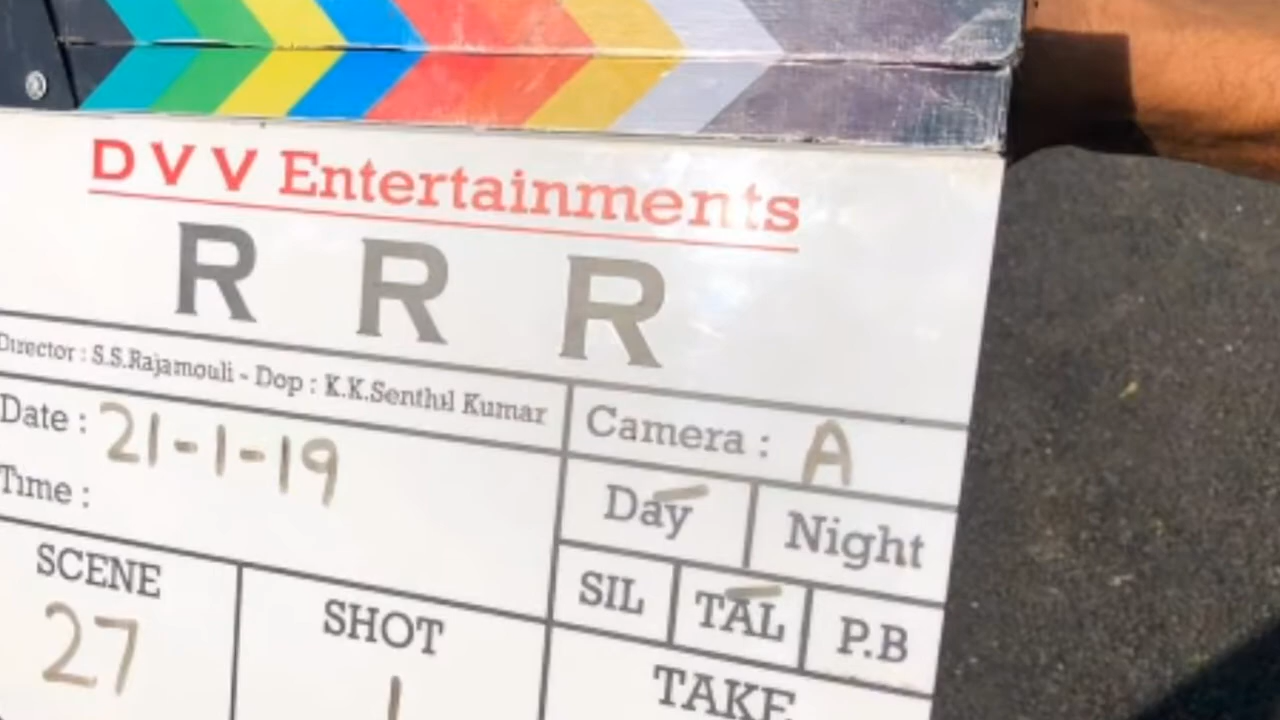 DVV Entertainments
R R R
Director : S.S.Rajamouli - Dop : K.K.Senthil Kumar
Camera : A
Date : 21-1-19
Day Night
Time :
SIL TAL P.B
SCENE SHOT TAKE
27 1